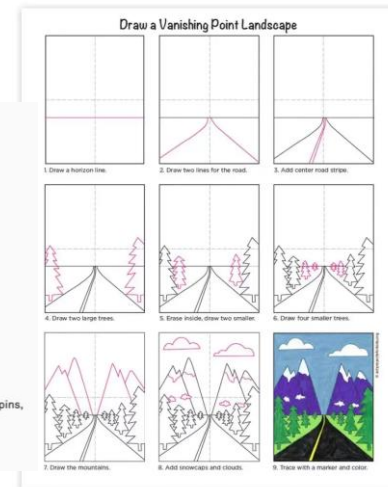 Draw a Vanishing Point Landscape
1. Draw a horizon line.
2. Draw two lines for the road.
3. Add center road stripe.
4. Draw two large trees.
5. Erase inside, draw two smaller.
6. Draw four smaller trees.
pins,
7. Draw the mountains.
8. Add snowcaps and clouds.
9. Trace with a marker and color.